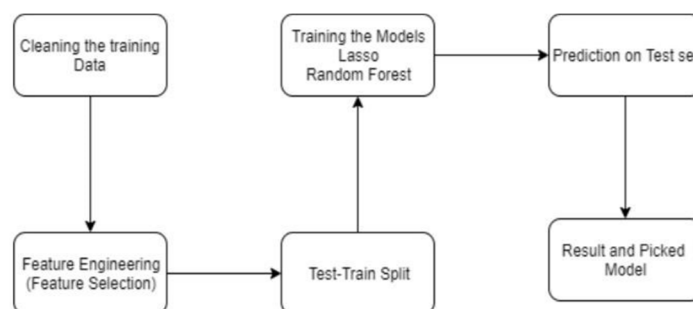 Cleaning the training
Data
Feature Engineering
(Feature Selection)
Test-Train Split
Training the Models
Lasso
Random Forest
Prediction on Test se
Result and Picked
Model